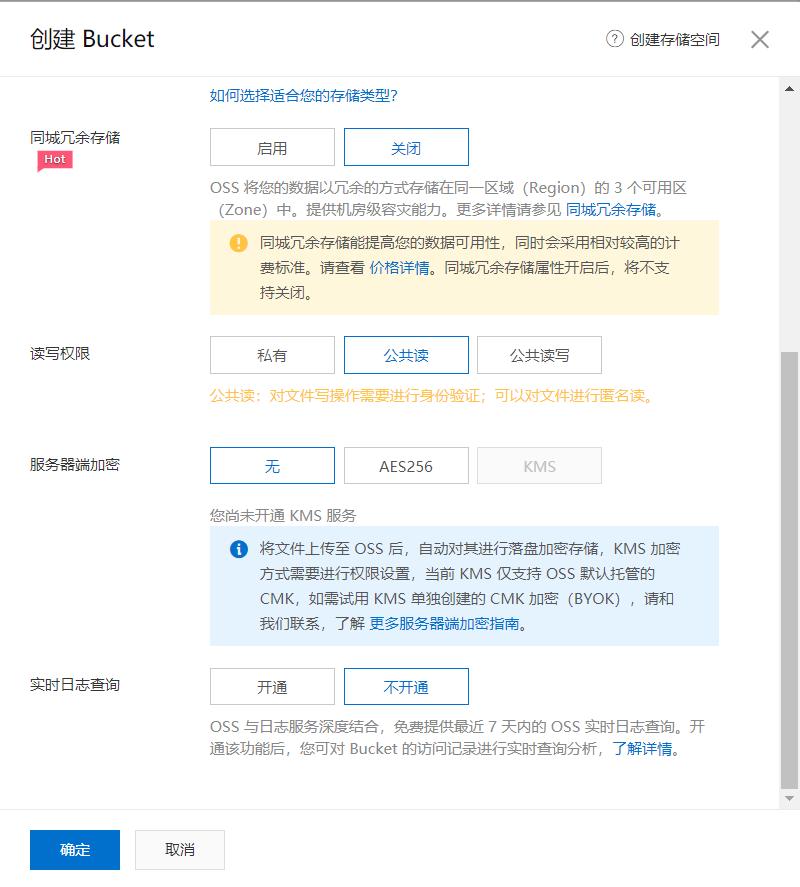 创建 Bucket
? 创建存储空间
如何选择适合您的存储类型?
同城冗余存储
Hot
启用
关闭
OSS 将您的数据以冗余的方式存储在同一区域（Region）的 3 个可用区
（Zone）中。提供机房级容灾能力。更多详情请参见 同城冗余存储。
同城冗余存储能提高您的数据可用性，同时会采用相对较高的计
费标准。请查看 价格详情。同城冗余存储属性开启后，将不支
持关闭。
读写权限
私有
公共读
公共读写
公共读：对文件写操作需要进行身份验证；可以对文件进行匿名读。
服务器端加密
无
AES256
KMS
您尚未开通 KMS 服务
将文件上传至 OSS 后，自动对其进行落盘加密存储，KMS 加密
方式需要进行权限设置，当前 KMS 仅支持 OSS 默认托管的
CMK，如需试用 KMS 单独创建的 CMK 加密（BYOK），请和
我们联系，了解 更多服务器端加密指南。
实时日志查询
开通
不开通
OSS 与日志服务深度结合，免费提供最近 7 天内的 OSS 实时日志查询。开
通该功能后，您可对 Bucket 的访问记录进行实时查询分析，了解详情。
确定
取消